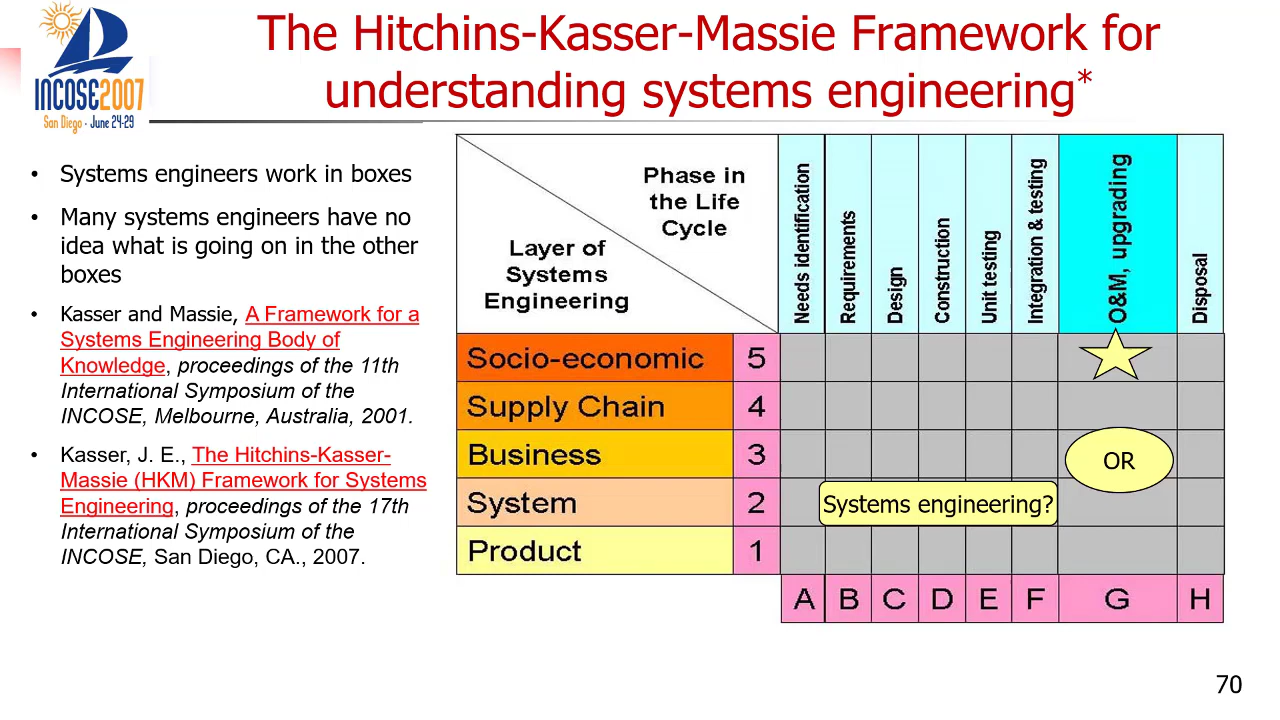 The Hitchins-Kasser-Massie Framework for
understanding systems engineering*
INCOSE2007
San Diego - June 24-29
• Systems engineers work in boxes
• Many systems engineers have no
idea what is going on in the other
boxes
• Kasser and Massie, A Framework for a
Systems Engineering Body of
Knowledge, proceedings of the 11th
International Symposium of the
INCOSE, Melbourne, Australia, 2001.
• Kasser, J. E., The Hitchins-Kasser-
Massie (HKM) Framework for Systems
Engineering, proceedings of the 17th
International Symposium of the
INCOSE, San Diego, CA., 2007.
Phase in
the Life
Cycle
Layer of
Systems
Engineering
Needs identification
Requirements
Design
Construction
Unit testing
Integration & testing
O&M, upgrading
Disposal
Socio-economic 5
Supply Chain 4
Business 3
OR
System 2
Systems engineering?
Product 1
A B C D E F G H
70